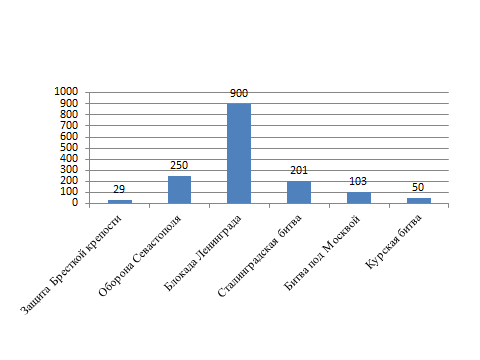 1000
900
800
700
600
500
400
300
200
100
0
29
250
900
201
103
50
Защита Брестской крепости
Оборона Севастополя
Блокада Ленинграда
Сталинградская битва
Битва под Москвой
Курская битва